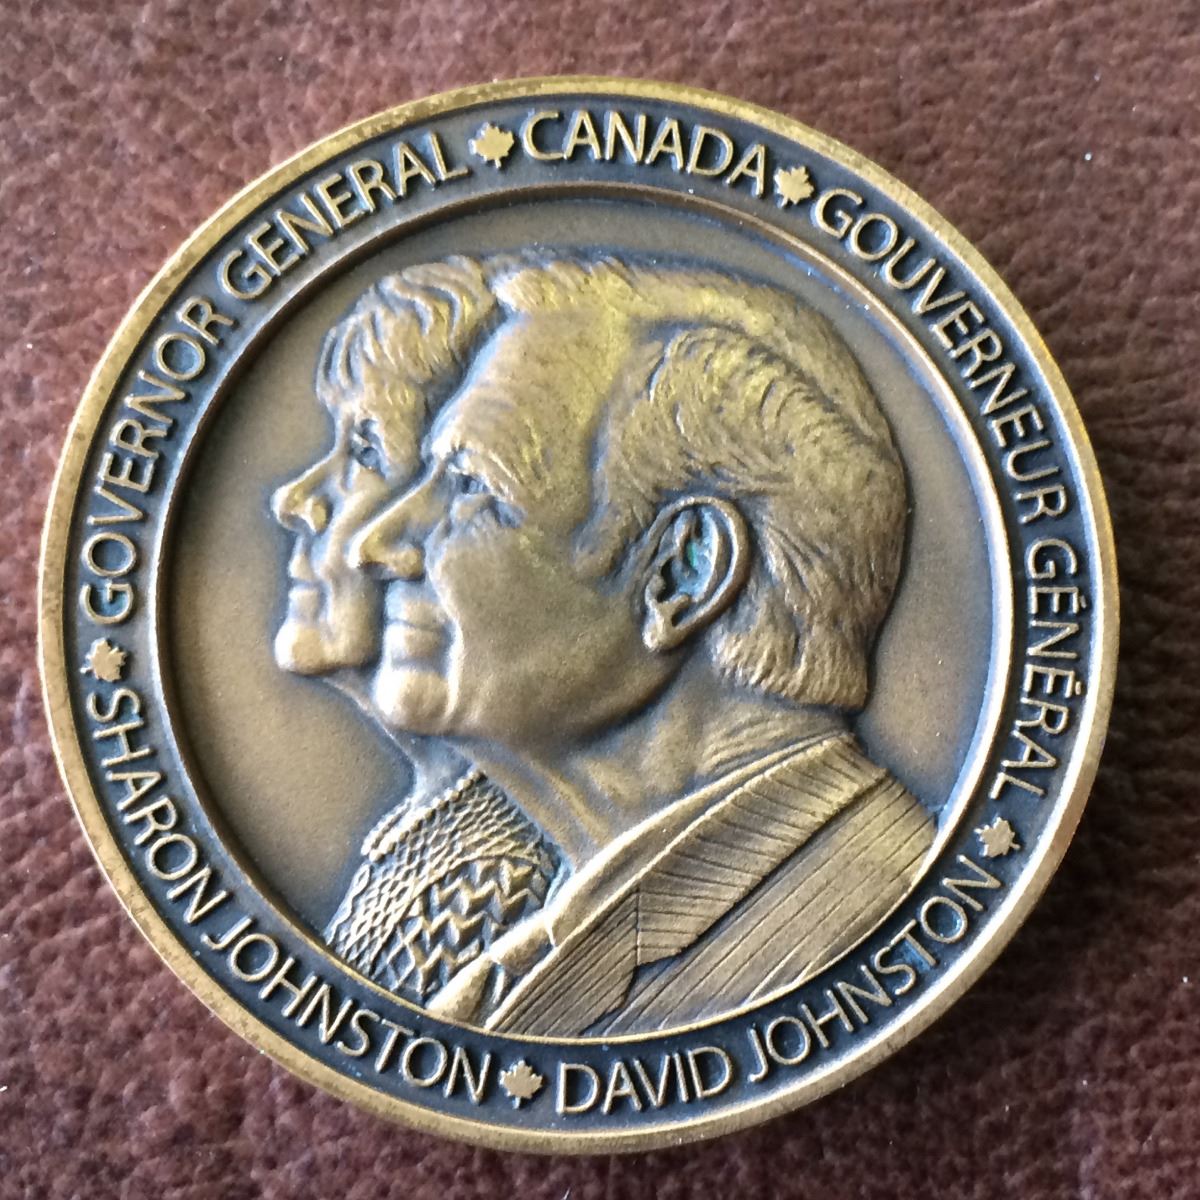 GOVERNOR GENERAL CANADA GOUVERNEUR GÉNÉRAL
SHARON JOHNSTON DAVID JOHNSTON